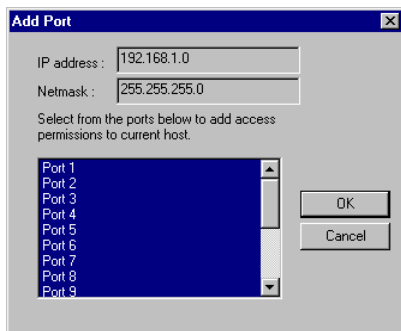 Add Port
IP address : 192.168.1.0
Netmask : 255.255.255.0
Select from the ports below to add access
permissions to current host.
Port 1
Port 2
Port 3
Port 4
Port 5
Port 6
Port 7
Port 8
Port 9
OK
Cancel